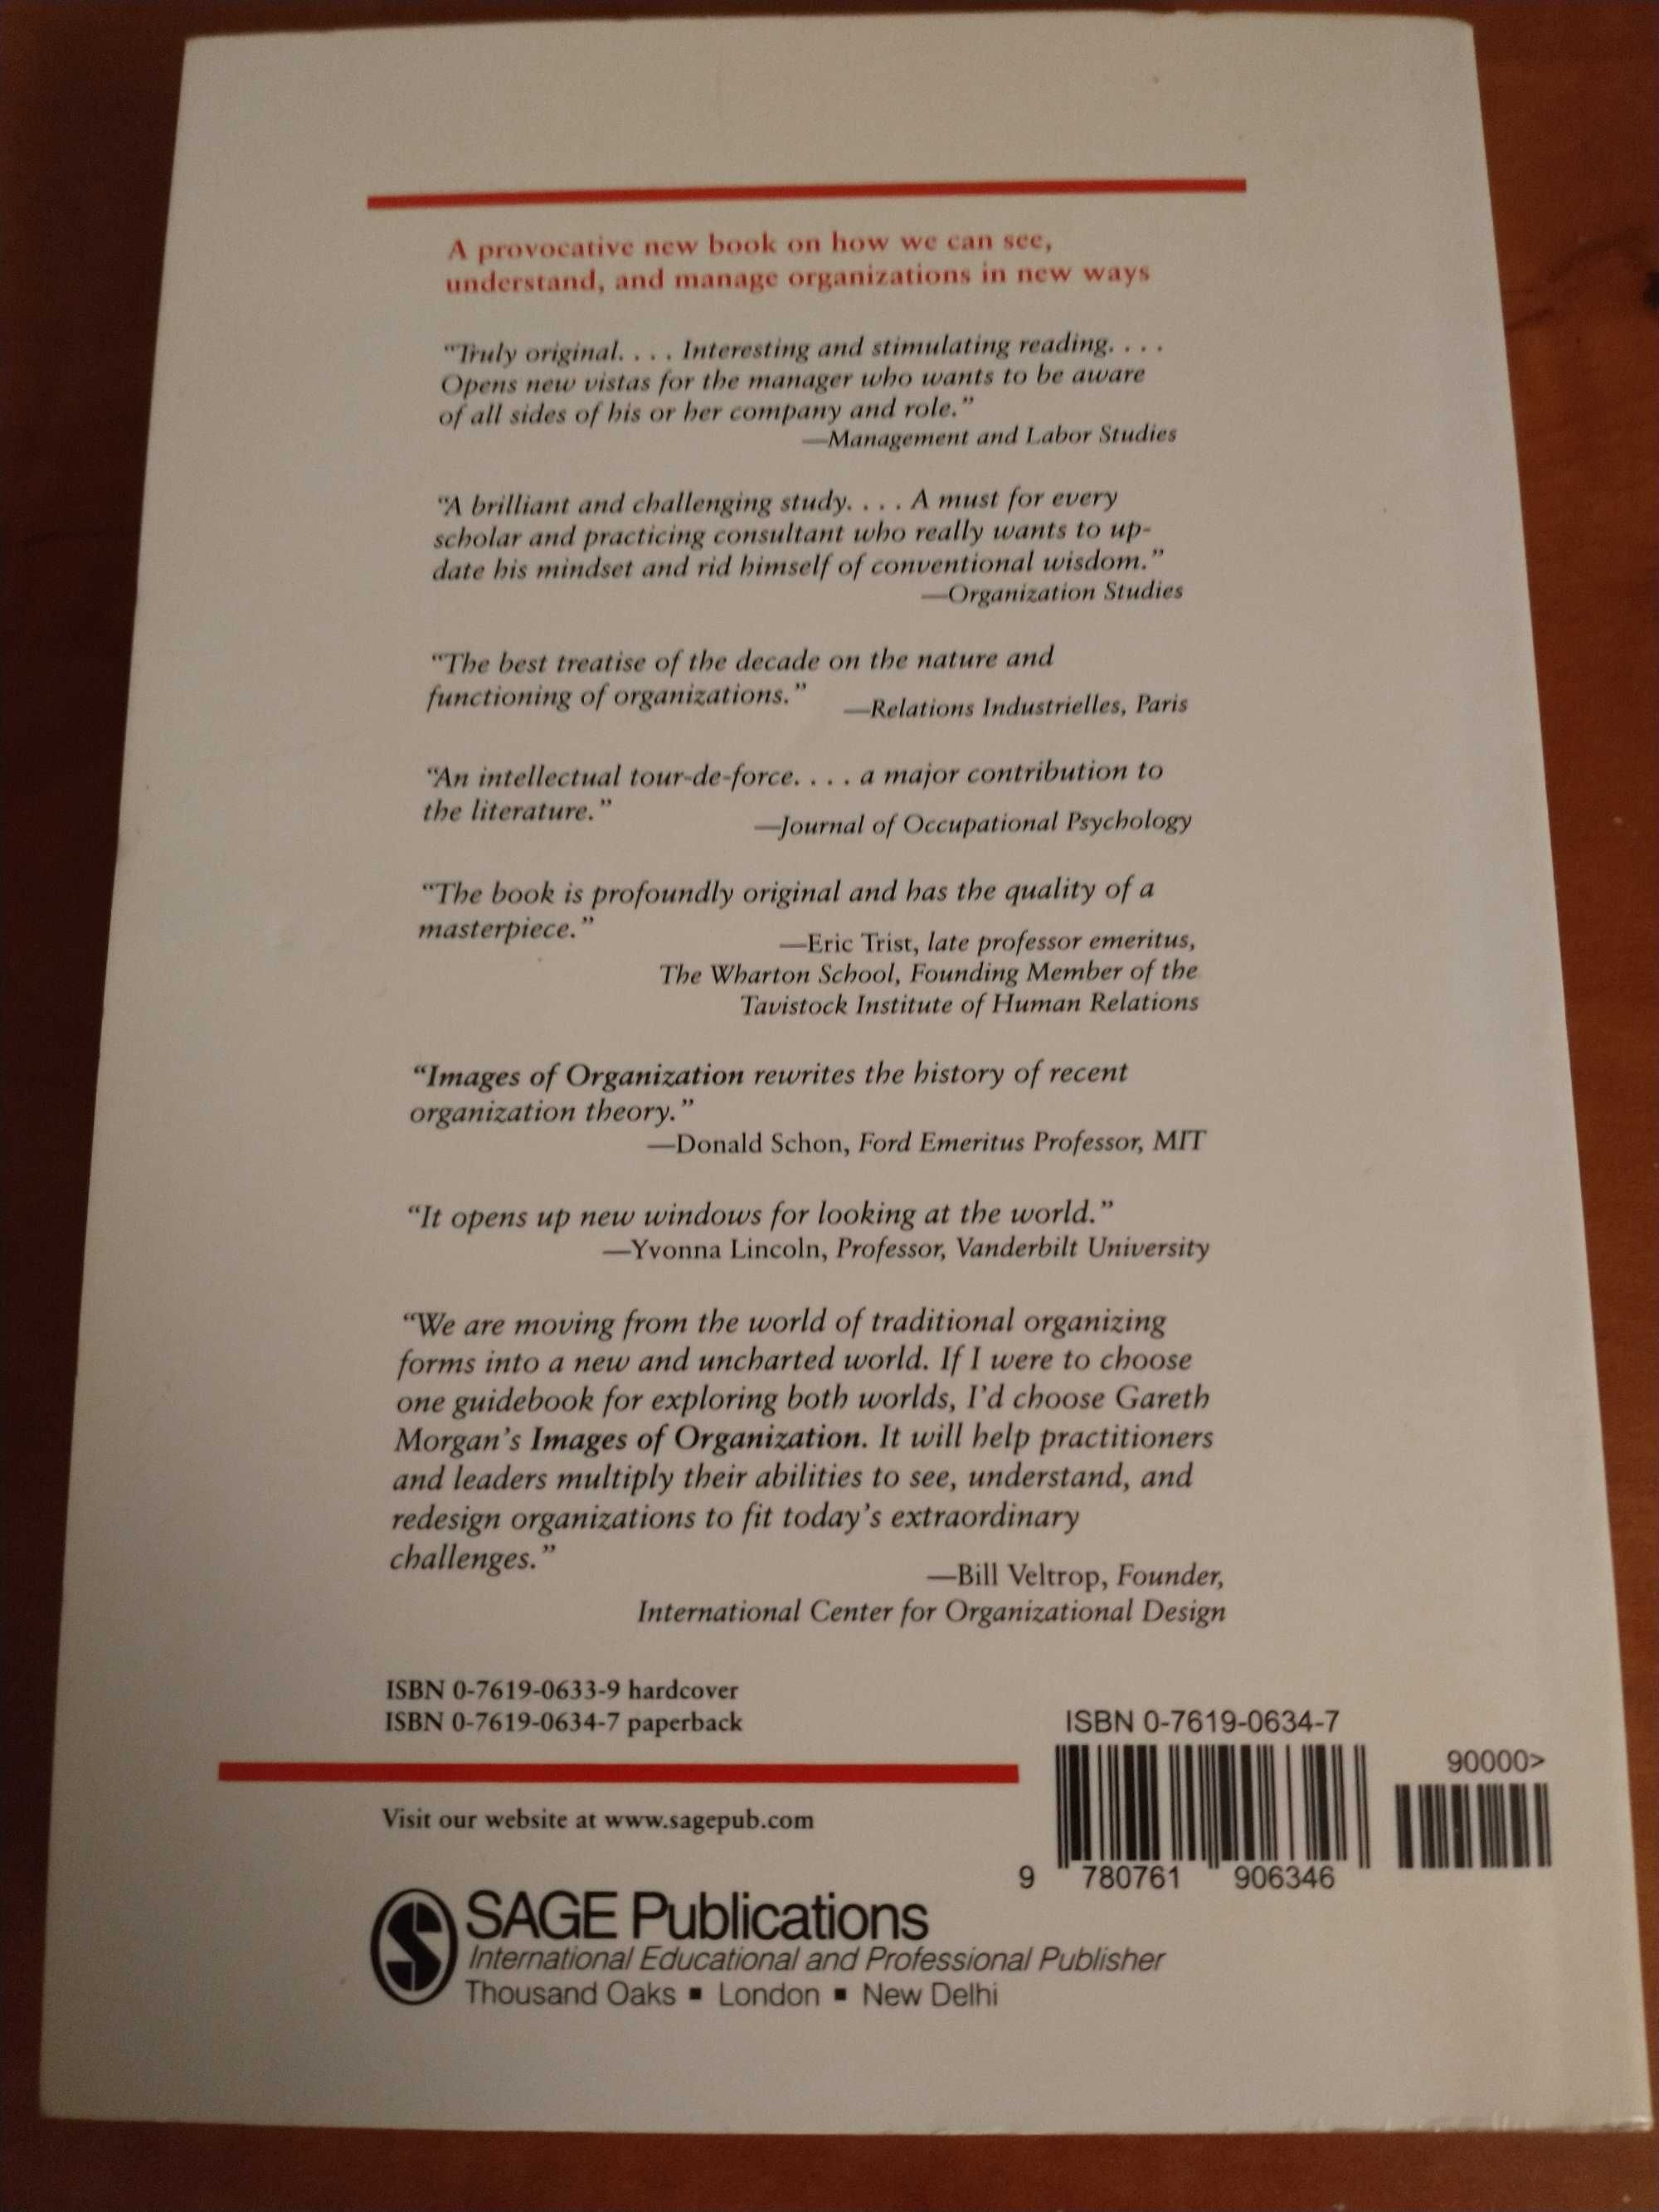 A provocative new book on how we can see,
understand, and manage organizations in new ways
"Truly original. . . . Interesting and stimulating reading. . . .
Opens new vistas for the manager who wants to be aware
of all sides of his or her company and role."
—Management and Labor Studies
"A brilliant and challenging study. . . . A must for every
scholar and practicing consultant who really wants to up-
date his mindset and rid himself of conventional wisdom."
—Organization Studies
"The best treatise of the decade on the nature and
functioning of organizations."
—Relations Industrielles, Paris
"An intellectual tour-de-force. . . . a major contribution to
the literature."
—Journal of Occupational Psychology
"The book is profoundly original and has the quality of a
masterpiece."
—Eric Trist, late professor emeritus,
The Wharton School, Founding Member of the
Tavistock Institute of Human Relations
"Images of Organization rewrites the history of recent
organization theory."
—Donald Schon, Ford Emeritus Professor, MIT
"It opens up new windows for looking at the world."
—Yvonna Lincoln, Professor, Vanderbilt University
"We are moving from the world of traditional organizing
forms into a new and uncharted world. If I were to choose
one guidebook for exploring both worlds, I'd choose Gareth
Morgan's Images of Organization. It will help practitioners
and leaders multiply their abilities to see, understand, and
redesign organizations to fit today's extraordinary
challenges."
—Bill Veltrop, Founder,
International Center for Organizational Design
ISBN 0-7619-0633-9 hardcover
ISBN 0-7619-0634-7 paperback
ISBN 0-7619-0634-7
90000>
9 780761 906346
Visit our website at www.sagepub.com
SAGE Publications
International Educational and Professional Publisher
Thousand Oaks ▪ London ▪ New Delhi